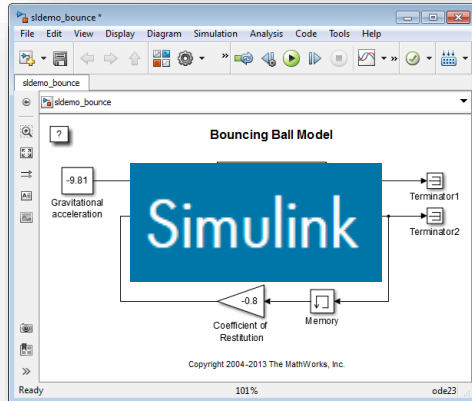 sldemo_bounce *
File Edit View Display Diagram Simulation Analysis Code Tools Help
» »
sldemo_bounce
sldemo_bounce
?
Bouncing Ball Model
-9.81
Gravitational
acceleration
Terminator1
Terminator2
Simulink
-0.8
Coefficient of
Restitution
Memory
Copyright 2004-2013 The MathWorks, Inc.
»
Ready 101% ode23